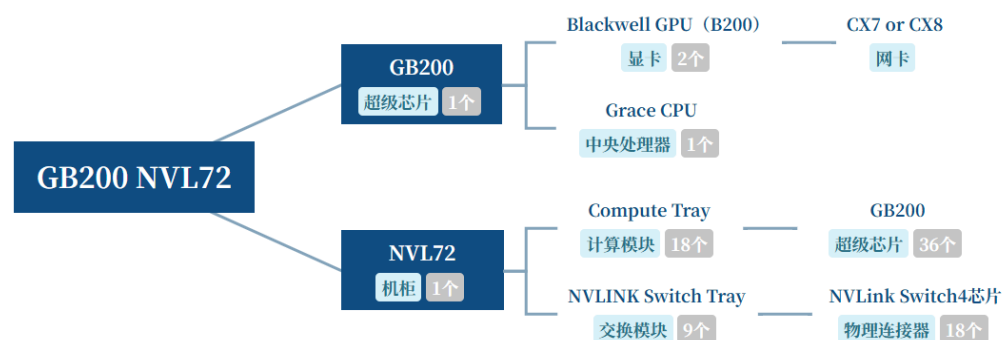 GB200 NVL72
GB200
超级芯片 1个
Blackwell GPU（B200）
显卡 2个
CX7 or CX8
网卡
Grace CPU
中央处理器 1个
NVL72
机柜 1个
Compute Tray
计算模块 18个
GB200
超级芯片 36个
NVLINK Switch Tray
交换模块 9个
NVLink Switch4芯片
物理连接器 18个